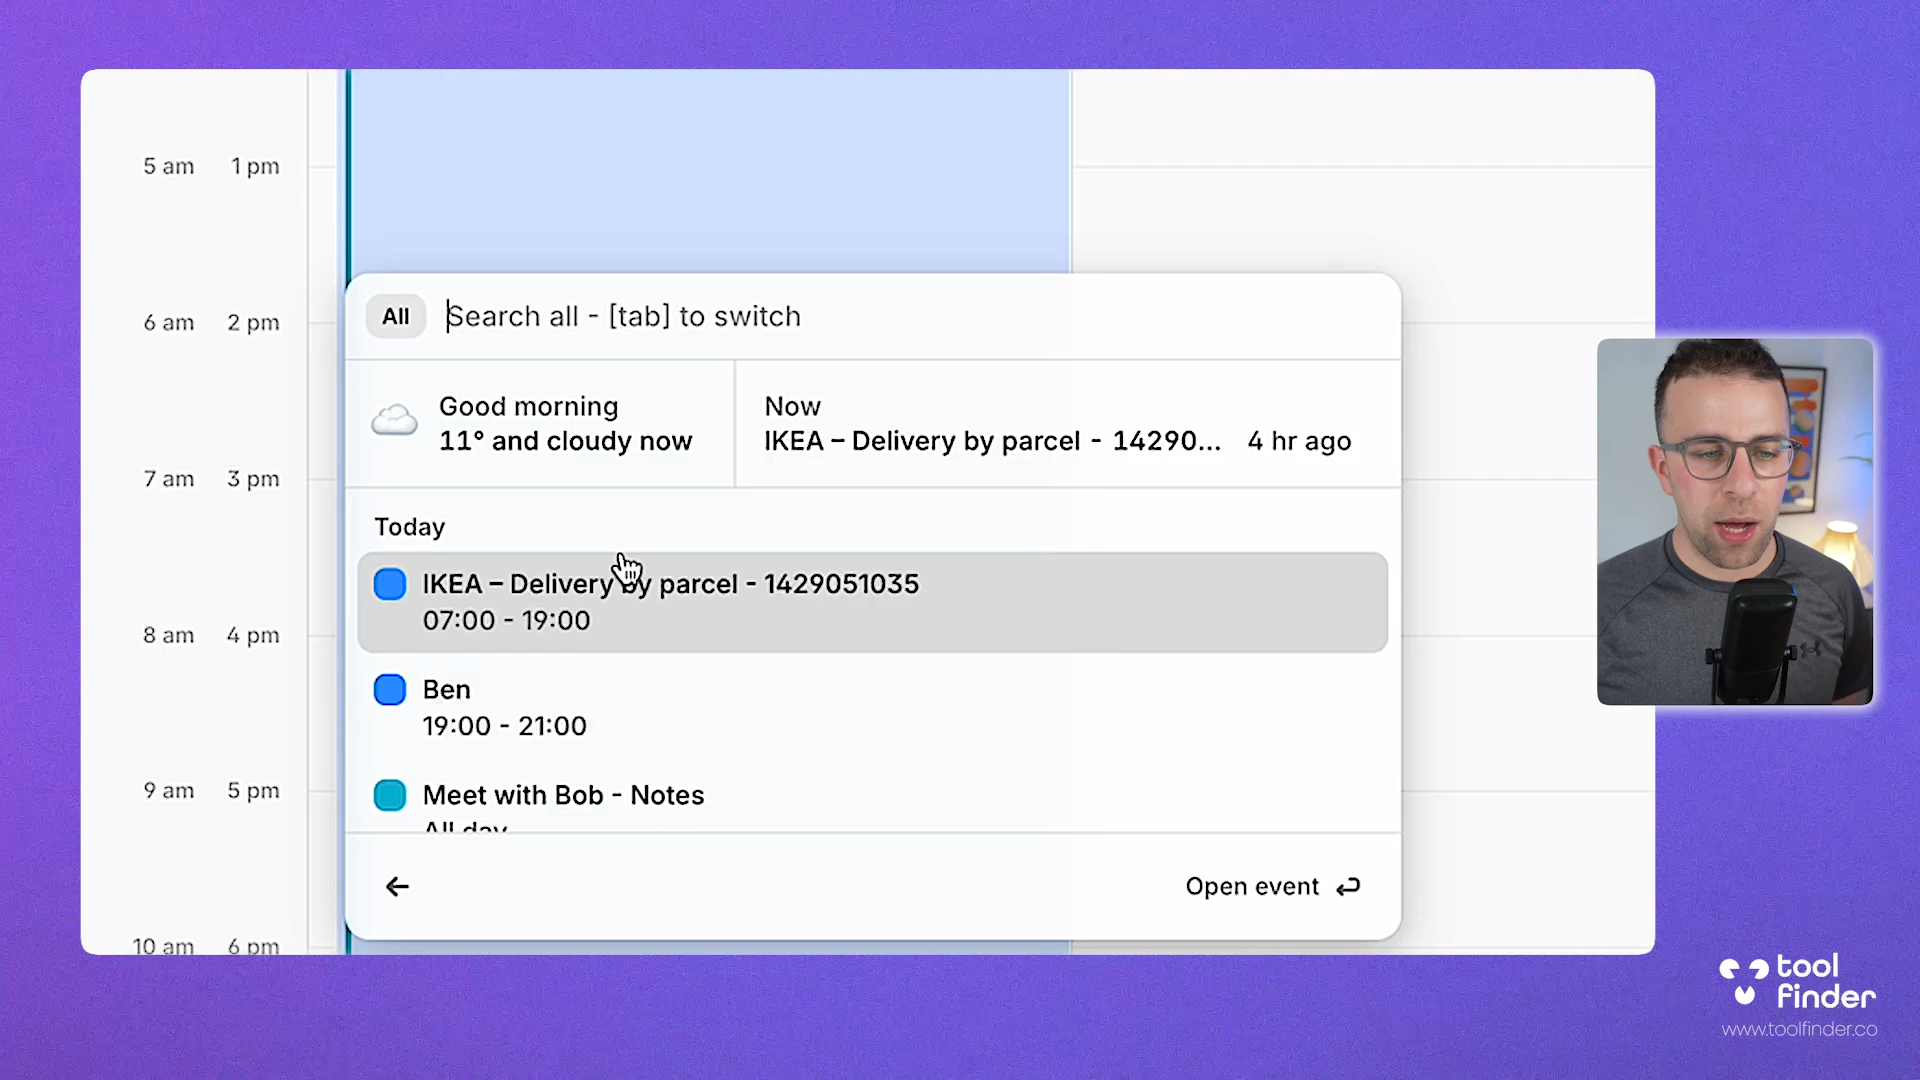 5 am 1 pm
6 am 2 pm
7 am 3 pm
8 am 4 pm
9 am 5 pm
10 am 6 pm
All Search all - [tab] to switch
Good morning
11° and cloudy now
Now
IKEA – Delivery by parcel - 14290... 4 hr ago
Today
IKEA – Delivery by parcel - 1429051035
07:00 - 19:00
Ben
19:00 - 21:00
Meet with Bob - Notes
All day
Open event
tool
finder
www.toolfinder.co